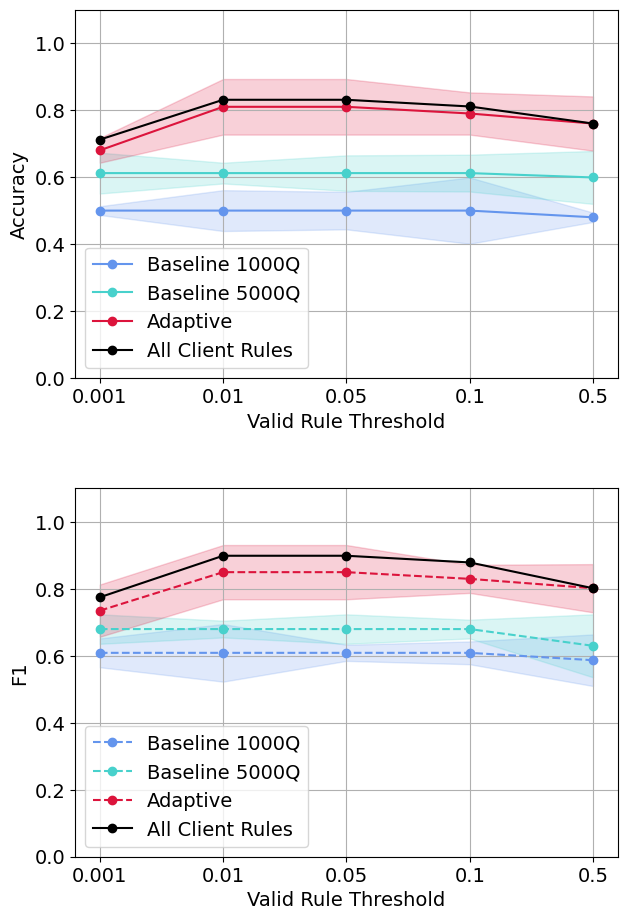 1.0
0.8
0.6
0.4
0.2
0.0
Accuracy
Baseline 1000Q
Baseline 5000Q
Adaptive
All Client Rules
0.001 0.01 0.05 0.1 0.5
Valid Rule Threshold
1.0
0.8
0.6
0.4
0.2
0.0
F1
Baseline 1000Q
Baseline 5000Q
Adaptive
All Client Rules
0.001 0.01 0.05 0.1 0.5
Valid Rule Threshold